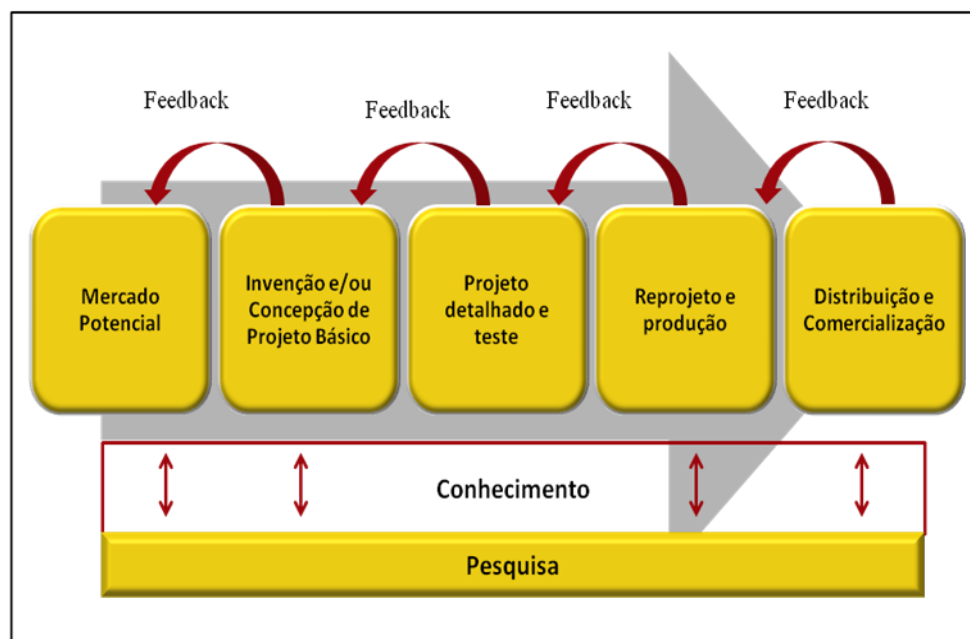 Feedback
Feedback
Feedback
Feedback
Mercado
Potencial
Invenção e/ou
Concepção de
Projeto Básico
Projeto
detalhado e
teste
Reprojeto e
produção
Distribuição e
Comercialização
Conhecimento
Pesquisa